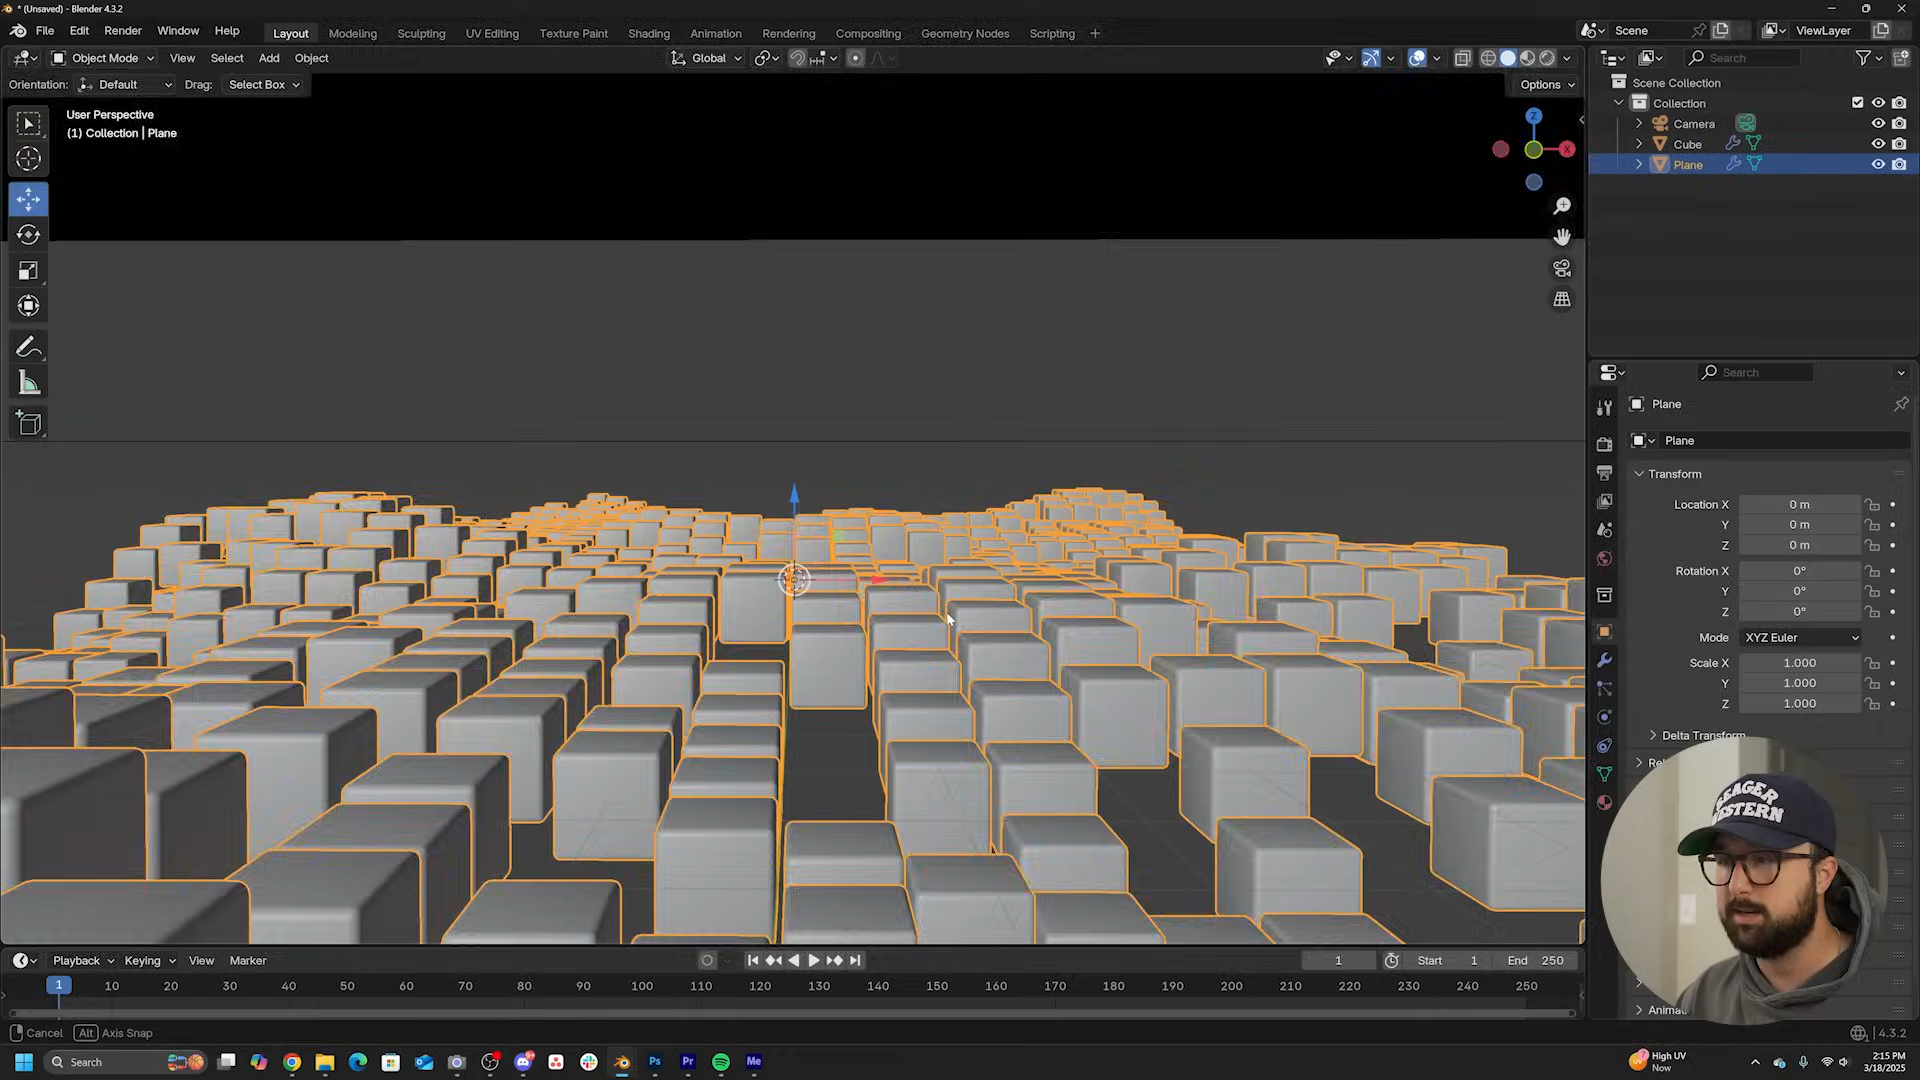 * (Unsaved) - Blender 4.3.2
File Edit Render Window Help Layout Modeling Sculpting UV Editing Texture Paint Shading Animation Rendering Compositing Geometry Nodes Scripting + Scene ViewLayer
Object Mode View Select Add Object Global Search
Orientation: Default Drag: Select Box Options
User Perspective
(1) Collection | Plane
Z
X
Scene Collection
Collection
Camera
Cube
Plane
Search
Plane
Plane
Transform
Location X 0 m
Y 0 m
Z 0 m
Rotation X 0°
Y 0°
Z 0°
Mode XYZ Euler
Scale X 1.000
Y 1.000
Z 1.000
Delta Transform
Rel
Animat
WESTERN
Playback Keying View Marker 1 Start 1 End 250
1 10 20 30 40 50 60 70 80 90 100 110 120 130 140 150 160 170 180 190 200 210 220 230 240 250
Cancel Alt Axis Snap 4.3.2
Search Ps Pr Me High UV Now 2:15 PM 3/18/2025